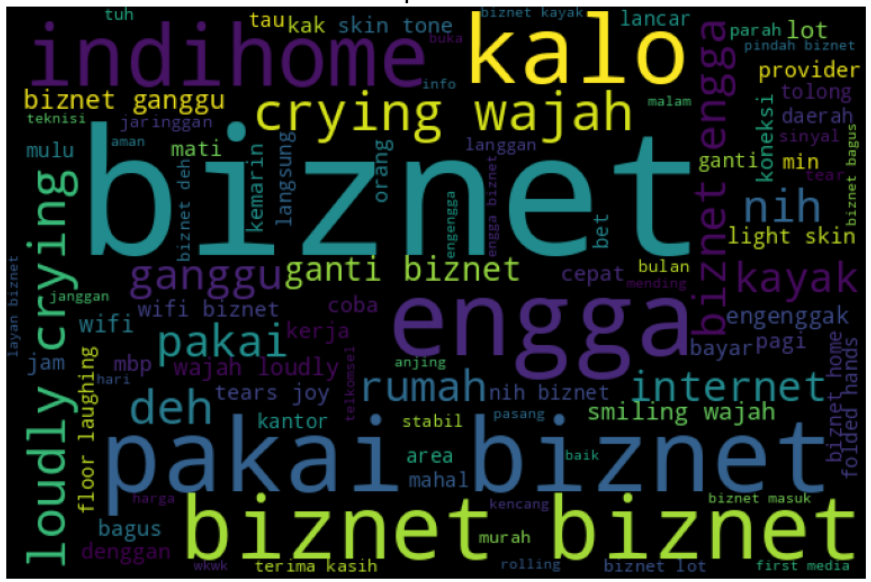 tuh
tau
kak
skin tone
biznet kayak
lancar
parah
lot
pindah biznet
indihome
buka
kalo
info
provider
biznet ganggu
teknisi
jaringgan
crying wajah
malam
tolong
daerah
sinyal
mulu
aman
mati
kemarin
langsung
orang
langgan
biznet engga
ganti
koneksi
min
tear
biznet bagus
biznet
biznet deh
engengga
engga biznet
bet
nih
light skin
loudly crying
layan biznet
ganggu
ganti biznet
cepat
bulan
mending
kayak
janggan
wifi biznet
coba
engga
engenggak
wifi
pakai
kerja
bayar
pagi
jam
mbp
wajah loudly
telkomsel
anjing
biznet home
folded hands
hari
floor laughing
tears joy
rumah
nih biznet
internet
deh
kantor
stabil
pasang
smiling wajah
pakai biznet
area
mahal
baik
harga
kencang
biznet masuk
bagus
denggan
biznet biznet
murah
wkwk
terima kasih
rolling
biznet lot
first media